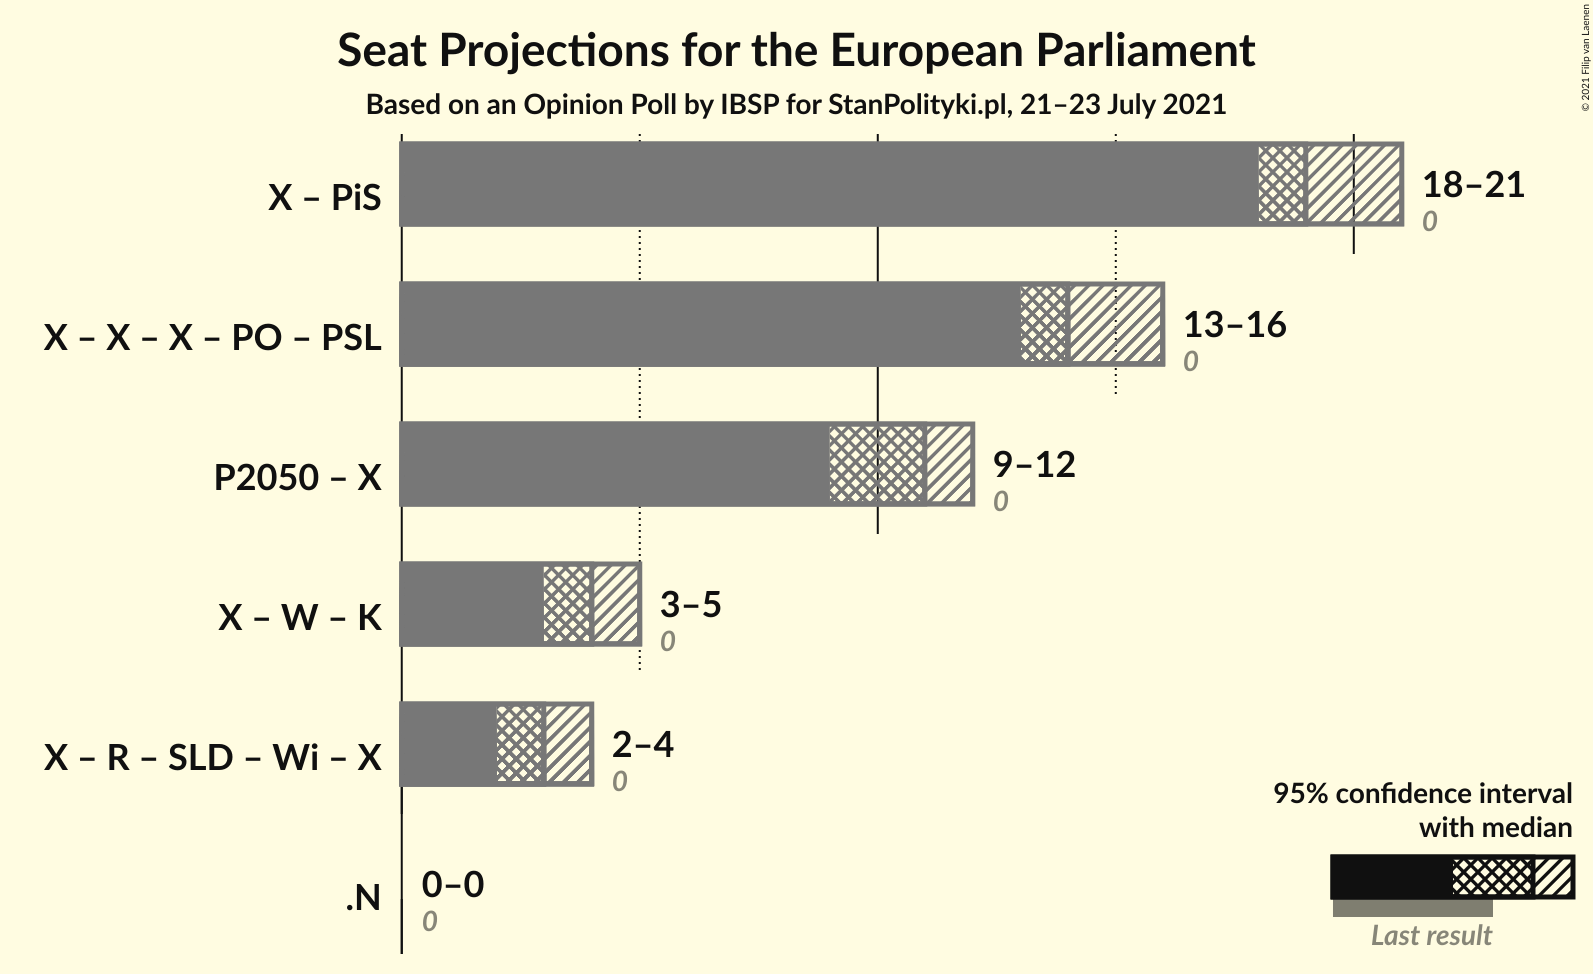 Seat Projections for the European Parliament
Based on an Opinion Poll by IBSP for StanPolityki.pl, 21–23 July 2021
© 2021 Filip van Laenen
X – PiS
18–21
0
X – X – X – PO – PSL
13–16
0
P2050 – X
9–12
0
X – W – K
3–5
0
X – R – SLD – Wi – X
2–4
0
.N
0–0
0
95% confidence interval
with median
Last result